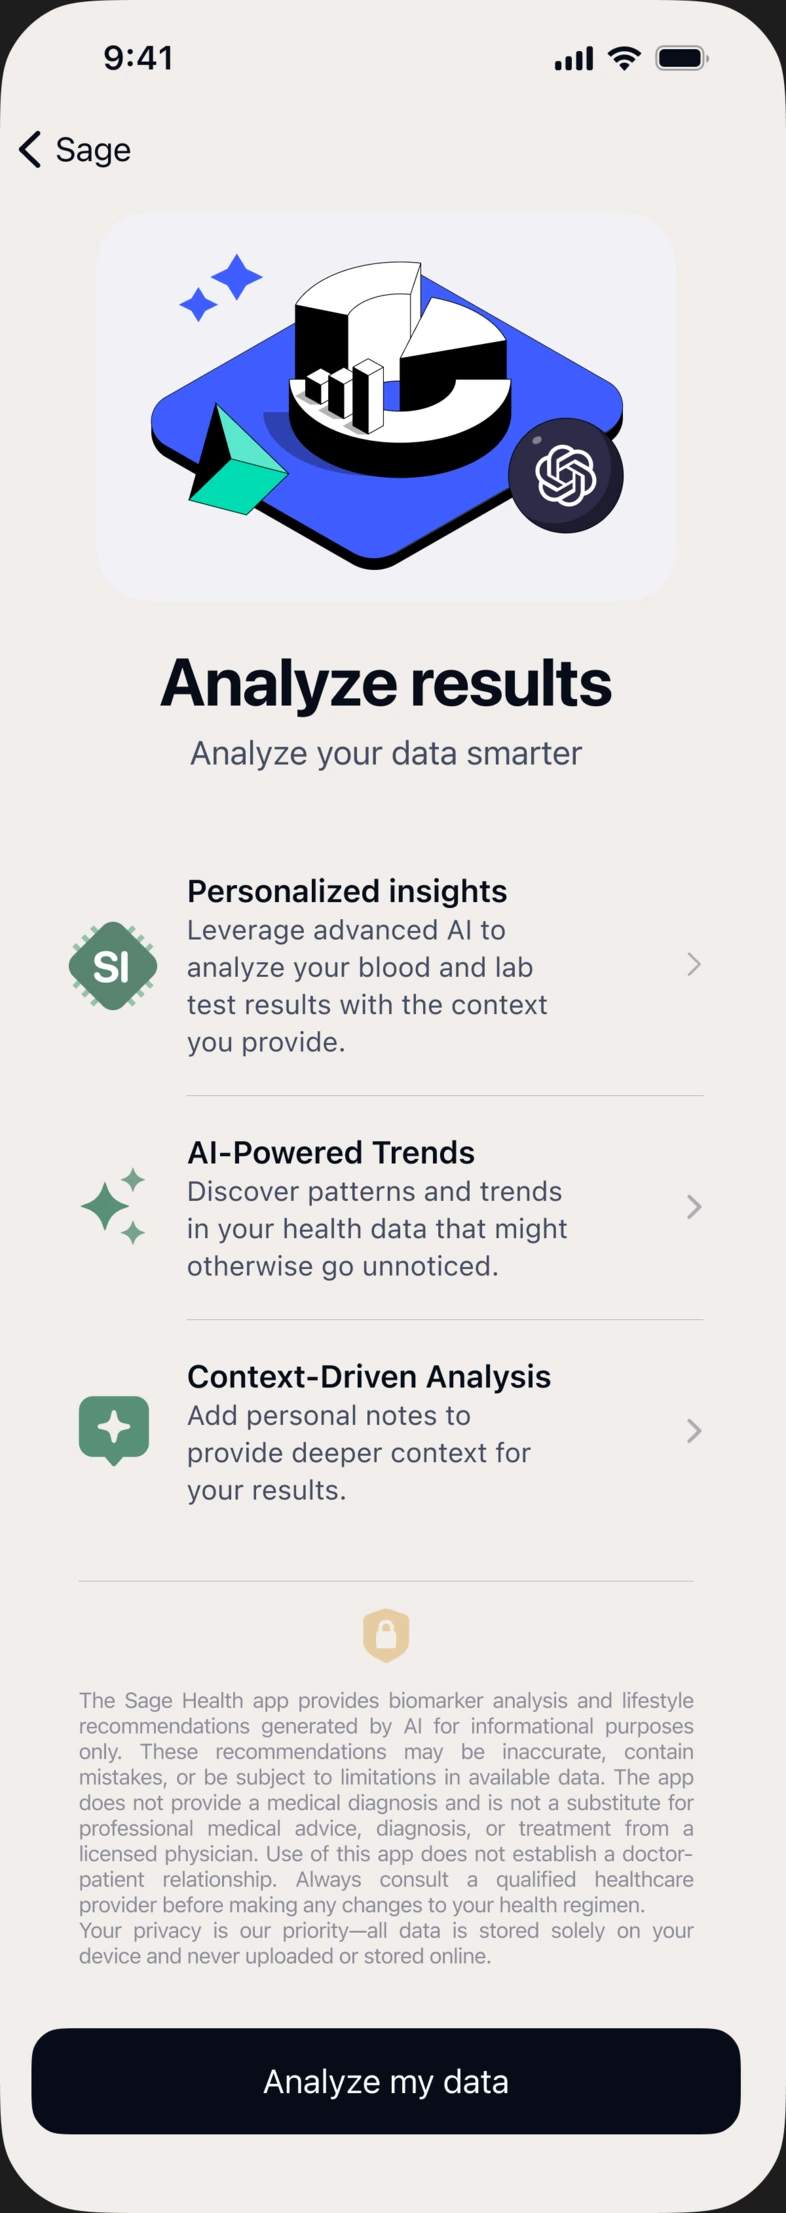 9:41
Sage
Analyze results
Analyze your data smarter
Personalized insights
Leverage advanced AI to
analyze your blood and lab
test results with the context
you provide.
SI
AI-Powered Trends
Discover patterns and trends
in your health data that might
otherwise go unnoticed.
Context-Driven Analysis
Add personal notes to
provide deeper context for
your results.
The Sage Health app provides biomarker analysis and lifestyle
recommendations generated by AI for informational purposes
only. These recommendations may be inaccurate, contain
mistakes, or be subject to limitations in available data. The app
does not provide a medical diagnosis and is not a substitute for
professional medical advice, diagnosis, or treatment from a
licensed physician. Use of this app does not establish a doctor-
patient relationship. Always consult a qualified healthcare
provider before making any changes to your health regimen.
Your privacy is our priority—all data is stored solely on your
device and never uploaded or stored online.
Analyze my data